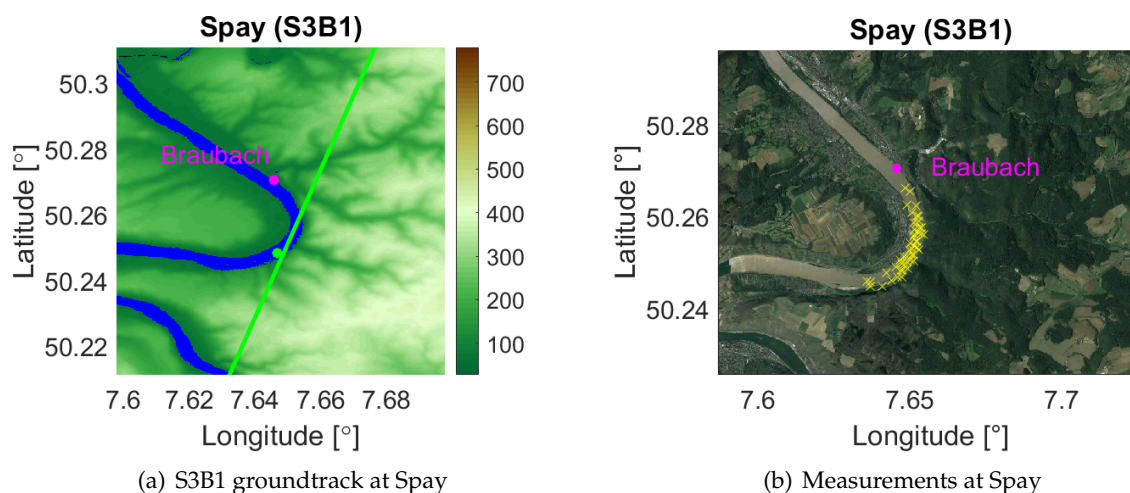 Spay (S3B1)
50.3
50.28
50.26
50.24
50.22
Latitude [°]
Braubach
7.6
7.62
7.64
7.66
7.68
Longitude [°]
700
600
500
400
300
200
100
(a) S3B1 groundtrack at Spay
Spay (S3B1)
50.28
50.26
50.24
Latitude [°]
Braubach
7.6
7.65
7.7
Longitude [°]
(b) Measurements at Spay